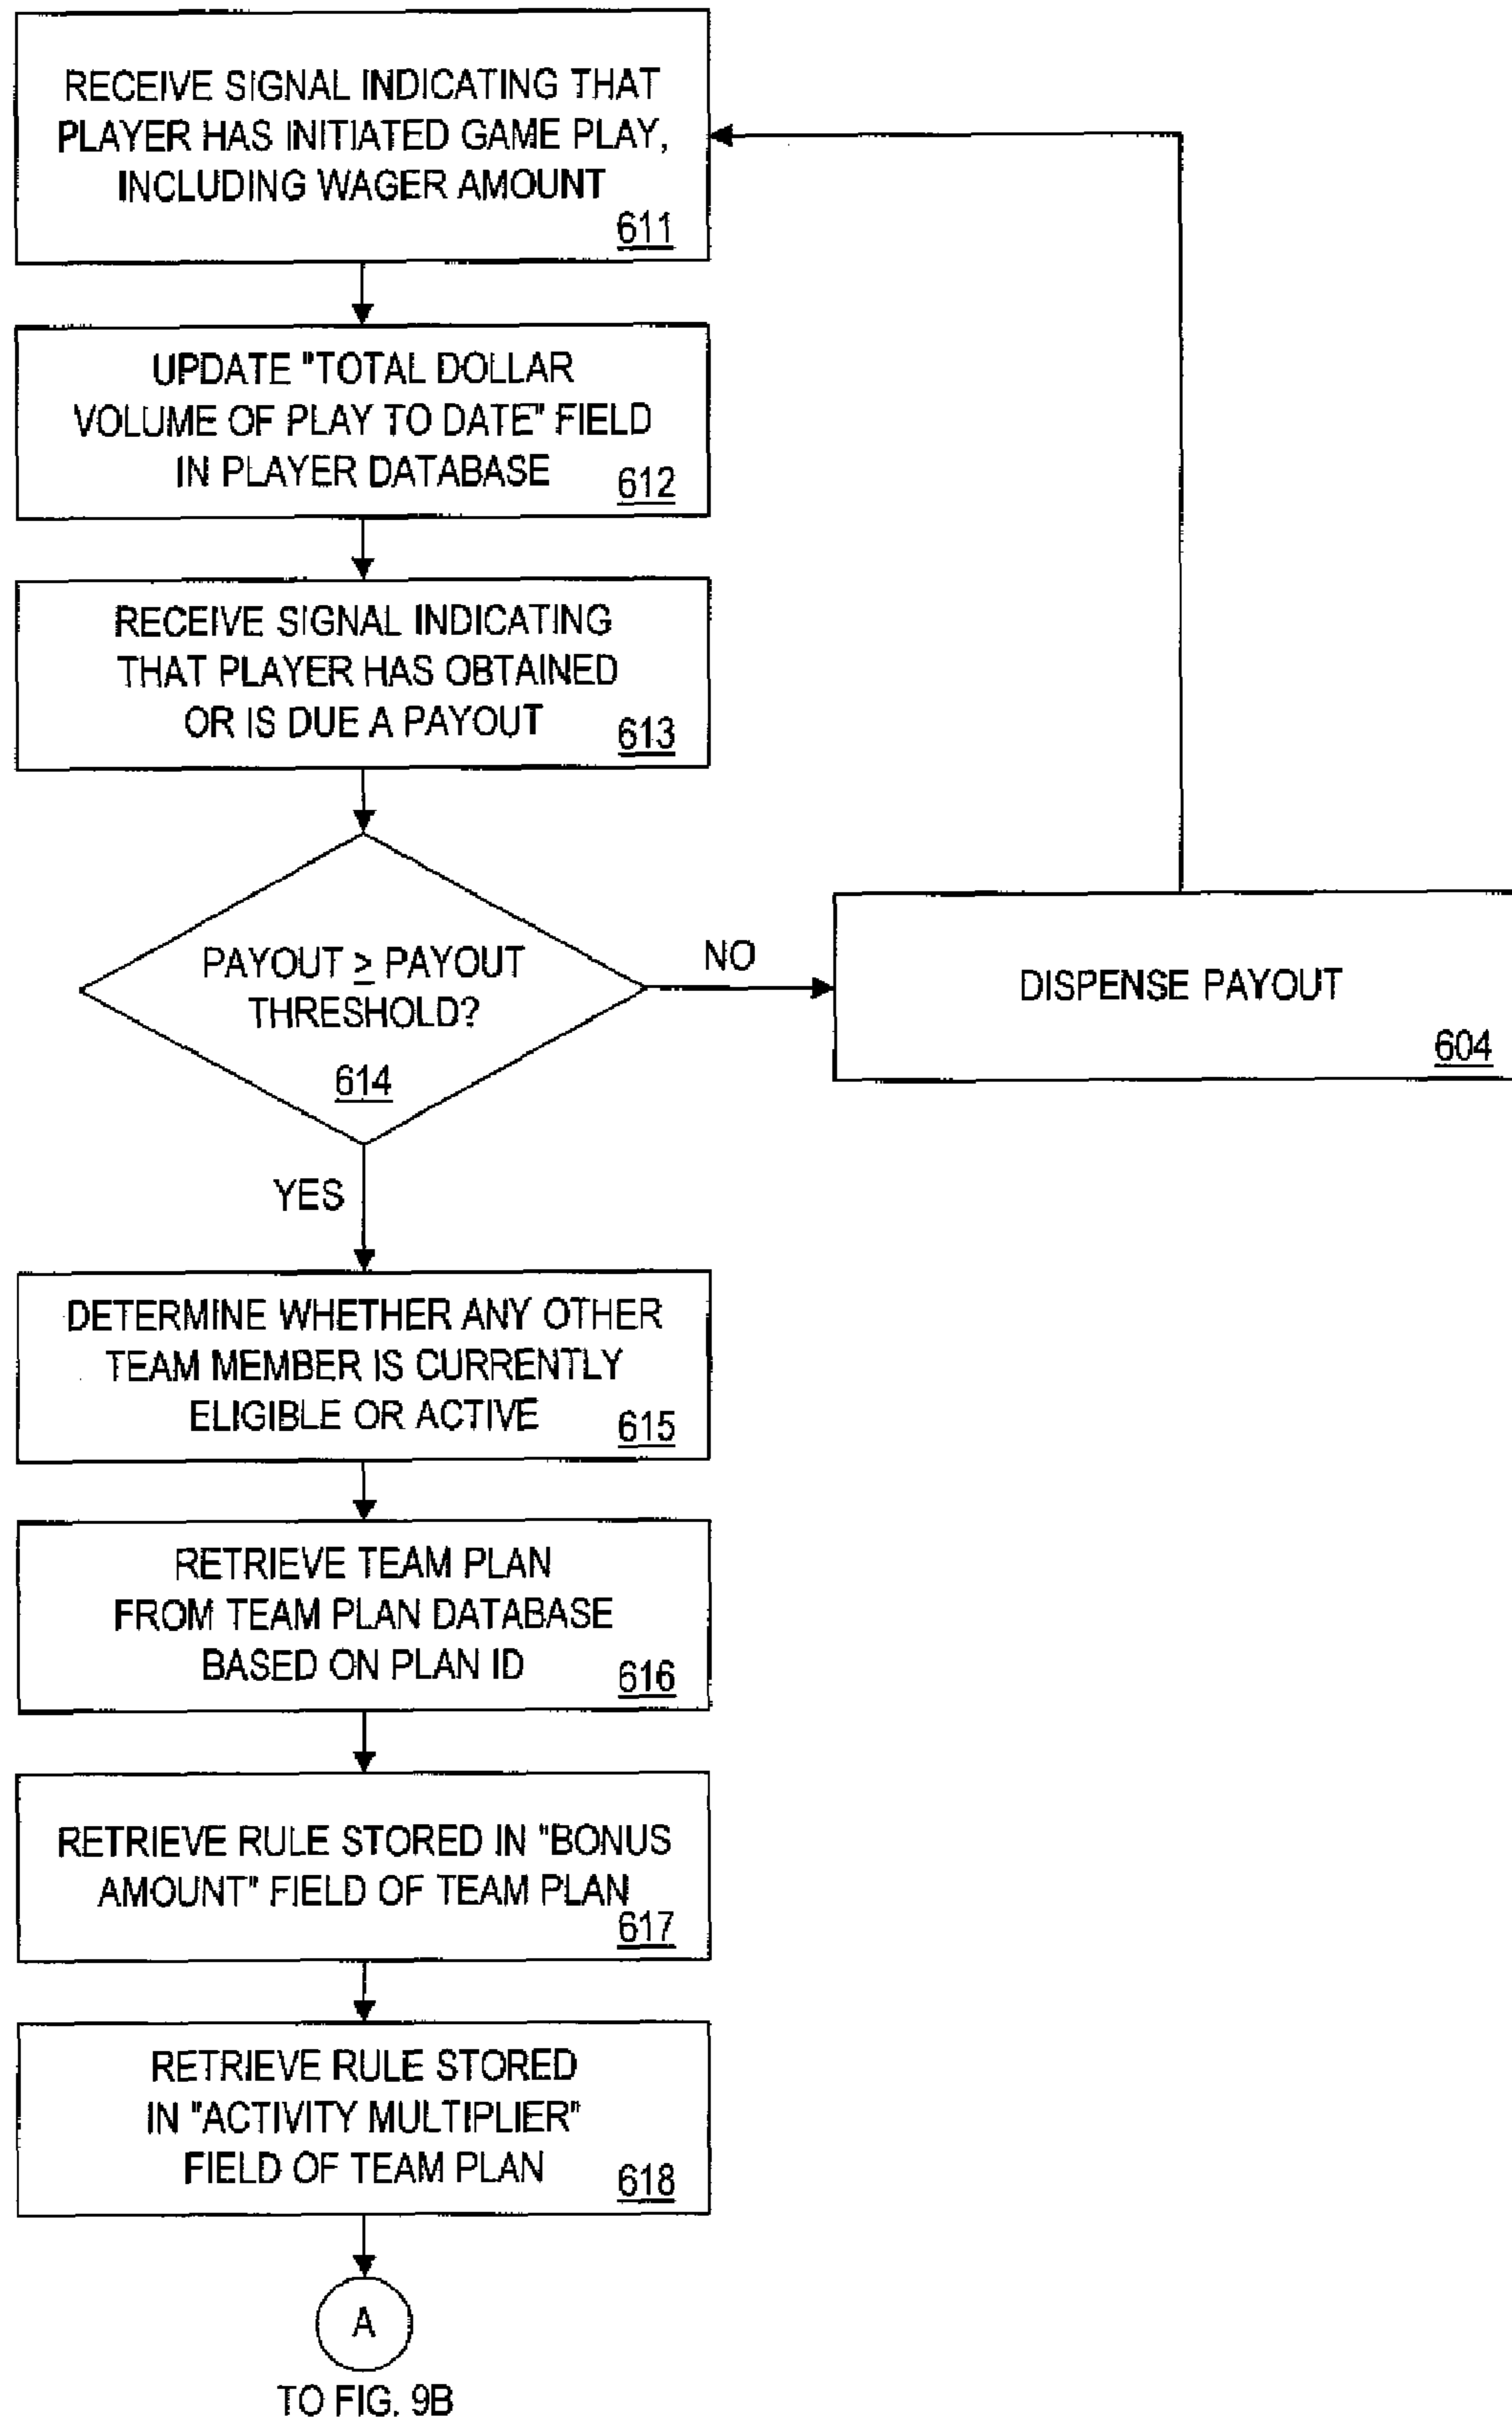 RECEIVE SIGNAL INDICATING THAT
PLAYER HAS INITIATED GAME PLAY,
INCLUDING WAGER AMOUNT
611
UPDATE "TOTAL DOLLAR
VOLUME OF PLAY TO DATE" FIELD
IN PLAYER DATABASE
612
RECEIVE SIGNAL INDICATING
THAT PLAYER HAS OBTAINED
OR IS DUE A PAYOUT
613
PAYOUT ≥ PAYOUT
THRESHOLD?
614
NO
DISPENSE PAYOUT
604
YES
DETERMINE WHETHER ANY OTHER
TEAM MEMBER IS CURRENTLY
ELIGIBLE OR ACTIVE
615
RETRIEVE TEAM PLAN
FROM TEAM PLAN DATABASE
BASED ON PLAN ID
616
RETRIEVE RULE STORED IN "BONUS
AMOUNT" FIELD OF TEAM PLAN
617
RETRIEVE RULE STORED
IN "ACTIVITY MULTIPLIER"
FIELD OF TEAM PLAN
618
A
TO FIG. 9B